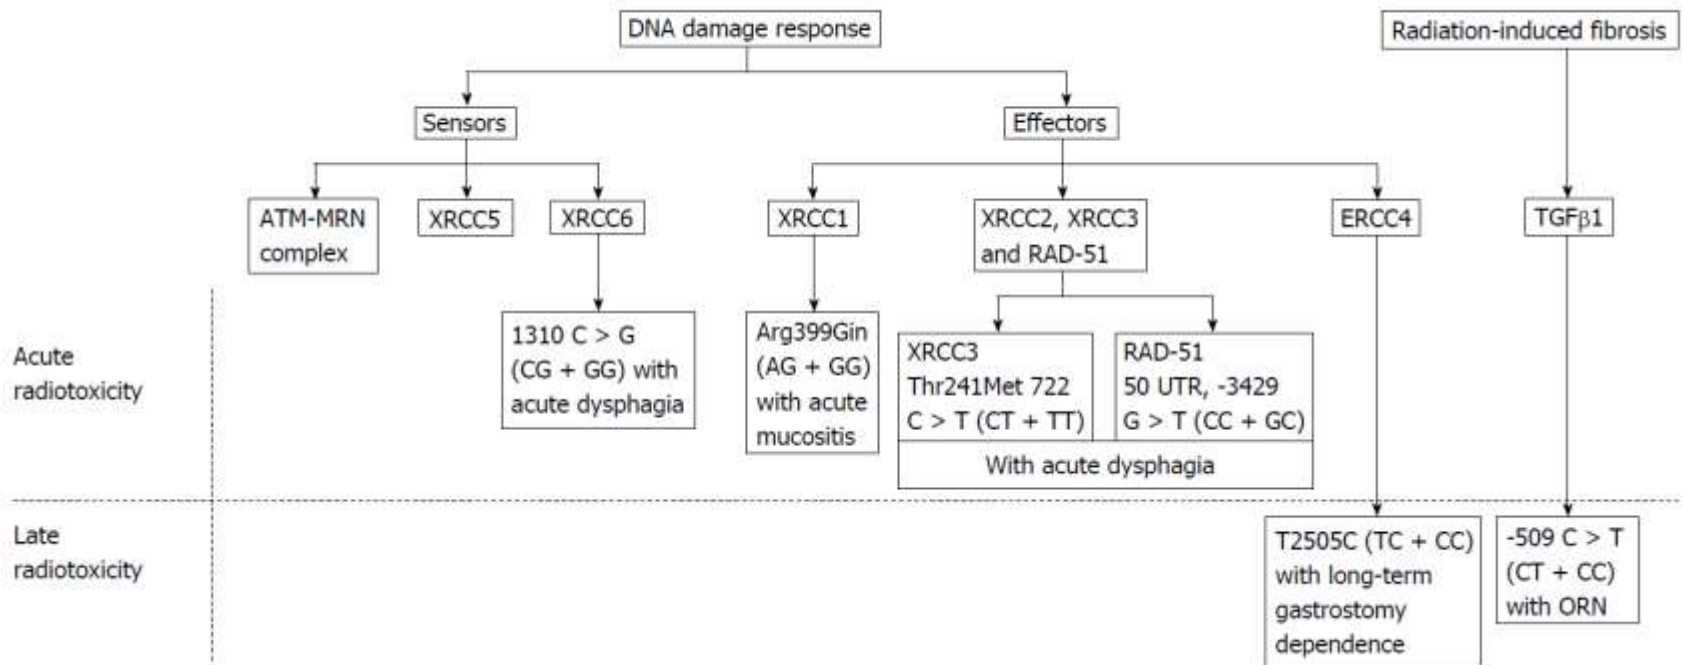 DNA damage response
Radiation-induced fibrosis
Sensors
Effectors
ATM-MRN
complex
XRCC5
XRCC6
XRCC1
XRCC2, XRCC3
and RAD-51
ERCC4
TGFβ1
Acute
radiotoxicity
1310 C > G
(CG + GG) with
acute dysphagia
Arg399Gin
(AG + GG)
with acute
mucositis
XRCC3
Thr241Met 722
C > T (CT + TT)
RAD-51
50 UTR, -3429
G > T (CC + GC)
With acute dysphagia
Late
radiotoxicity
T2505C (TC + CC)
with long-term
gastrostomy
dependence
-509 C > T
(CT + CC)
with ORN